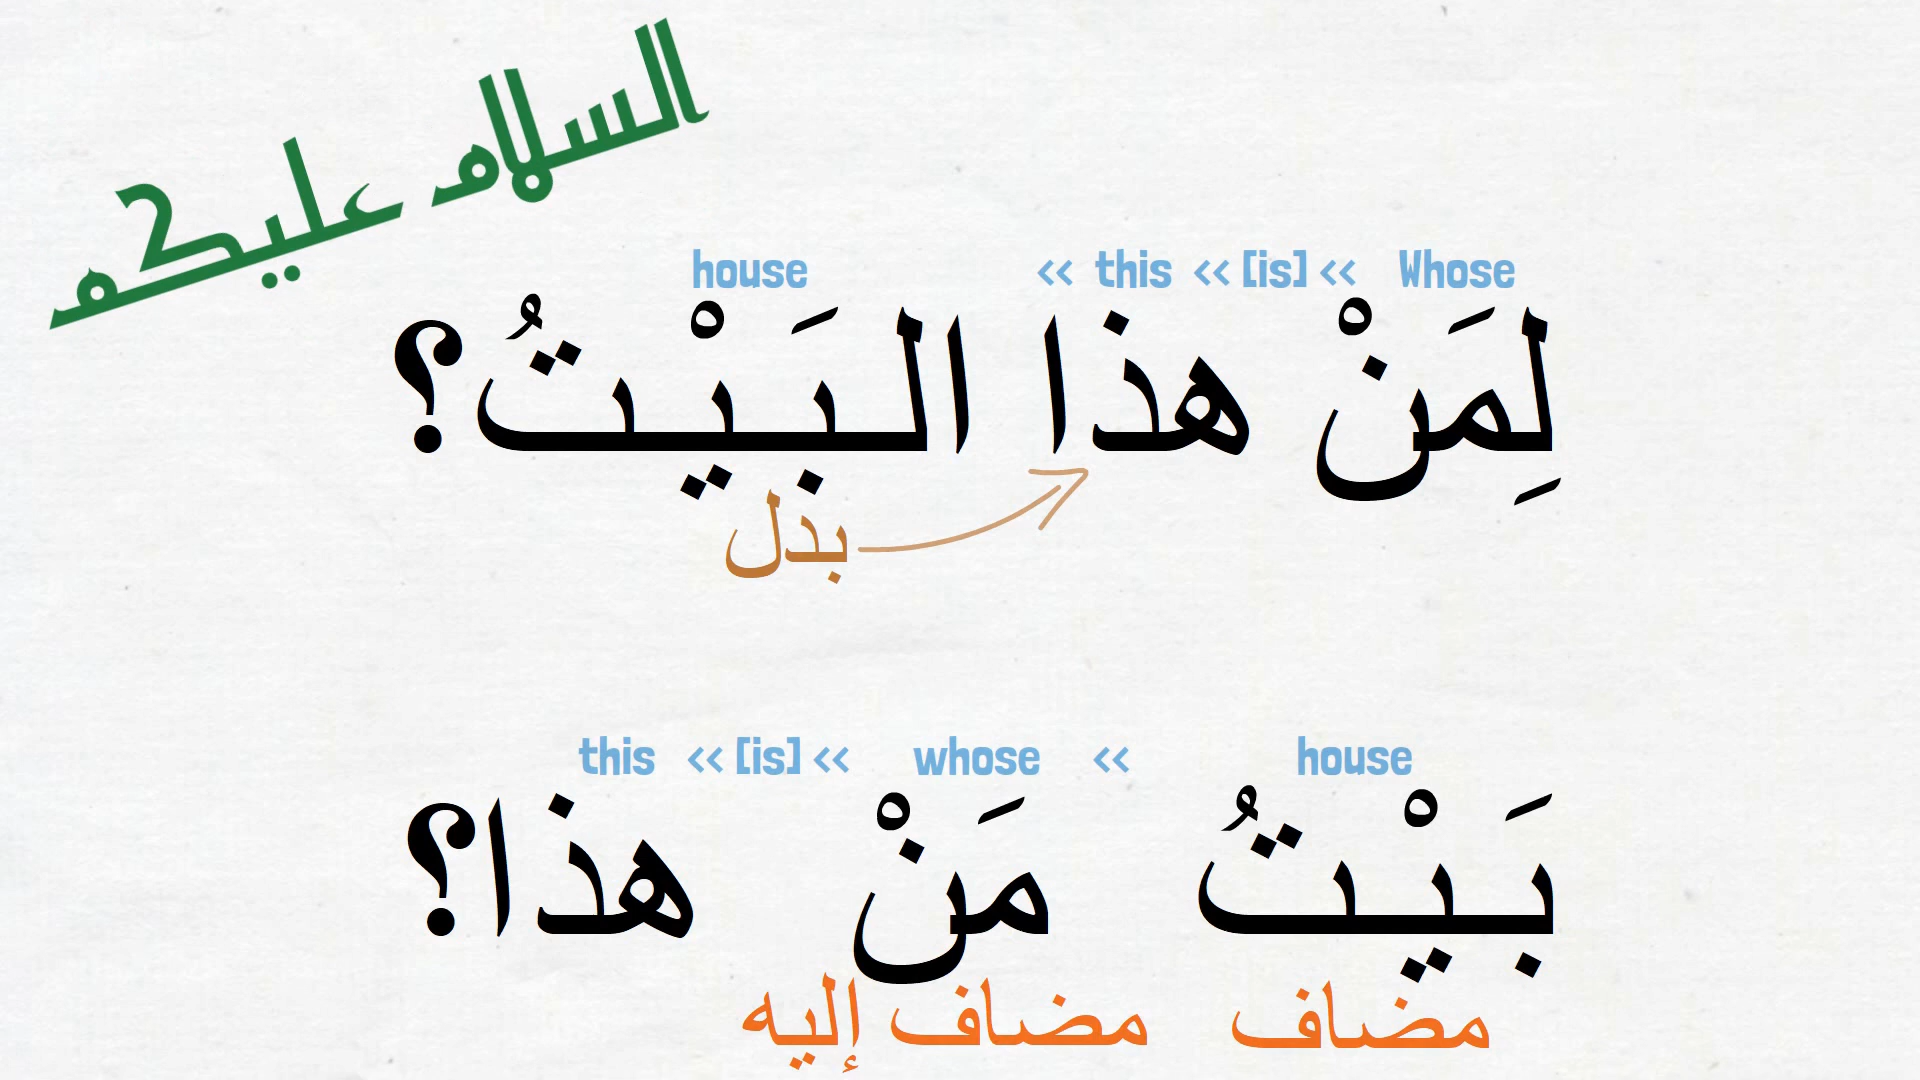 السلام عليكم
house << this << [is] << Whose
لِمَنْ هذا الـبَـيْـتُ؟
بدل
this << [is] << whose << house
بَـيْـتُ مَنْ هذا؟
مضاف مضاف إليه